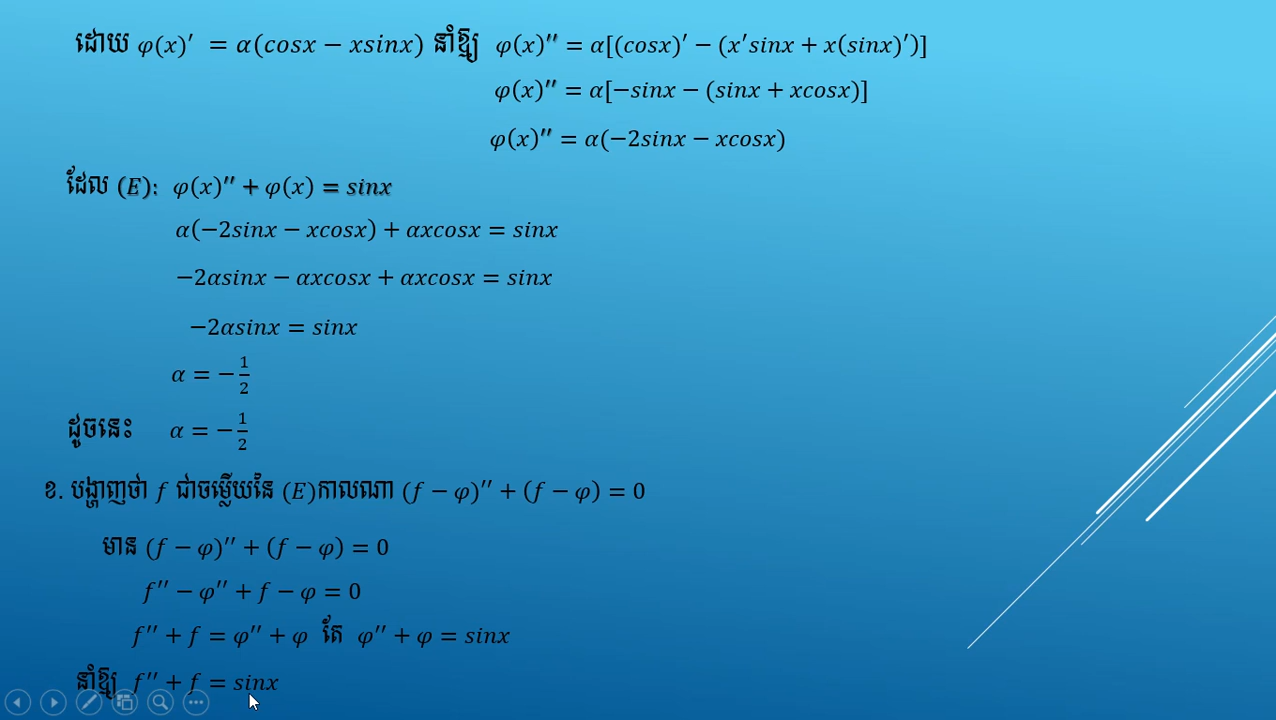 ដោយ φ(x)′ = α(cosx − xsinx) នាំឱ្យ φ(x)″ = α[(cosx)′ − (x′sinx + x(sinx)′)]
φ(x)″ = α[−sinx − (sinx + xcosx)]
φ(x)″ = α(−2sinx − xcosx)
ដែល (E): φ(x)″ + φ(x) = sinx
α(−2sinx − xcosx) + αxcosx = sinx
−2αsinx − αxcosx + αxcosx = sinx
−2αsinx = sinx
α = −1/2
ដូចនេះ α = −1/2
ខ. បង្ហាញថា f ជាចម្លើយនៃ (E)កាលណា (f − φ)″ + (f − φ) = 0
មាន (f − φ)″ + (f − φ) = 0
f″ − φ″ + f − φ = 0
f″ + f = φ″ + φ តែ φ″ + φ = sinx
នាំឱ្យ f″ + f = sinx